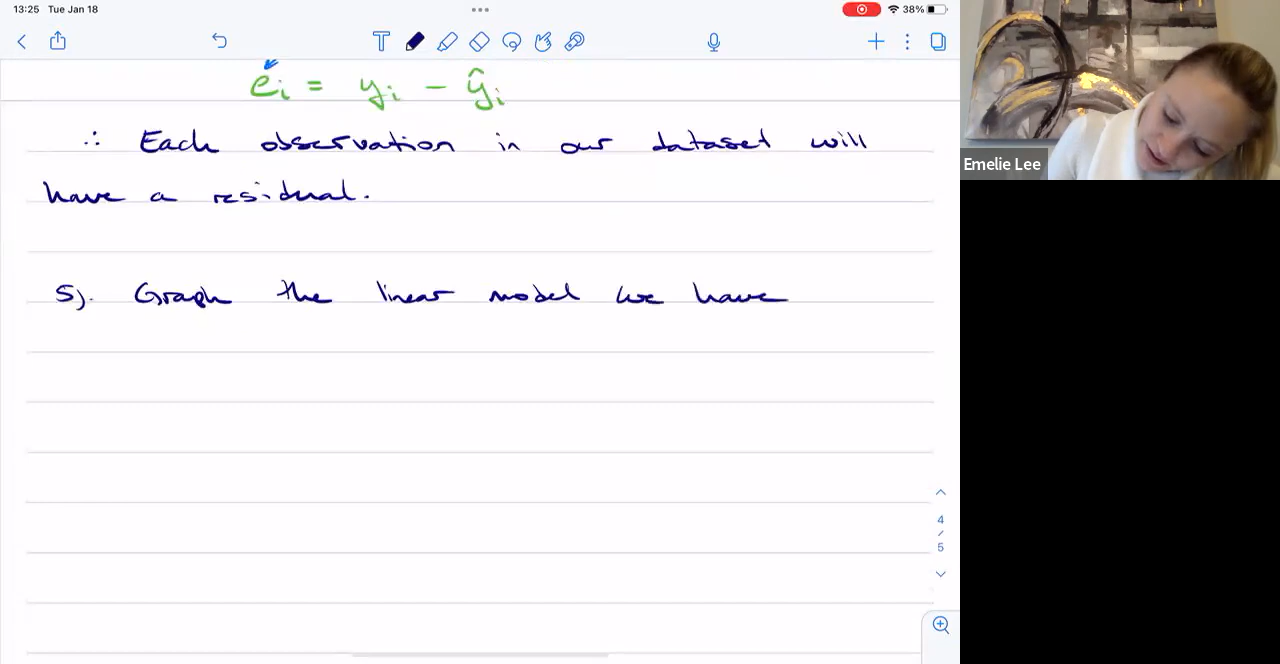 13:25 Tue Jan 18
38%
eᵢ = yᵢ − ŷᵢ
∴ Each observation in our dataset will
have a residual.
5). Graph the linear model we have
4
/
5
Emelie Lee